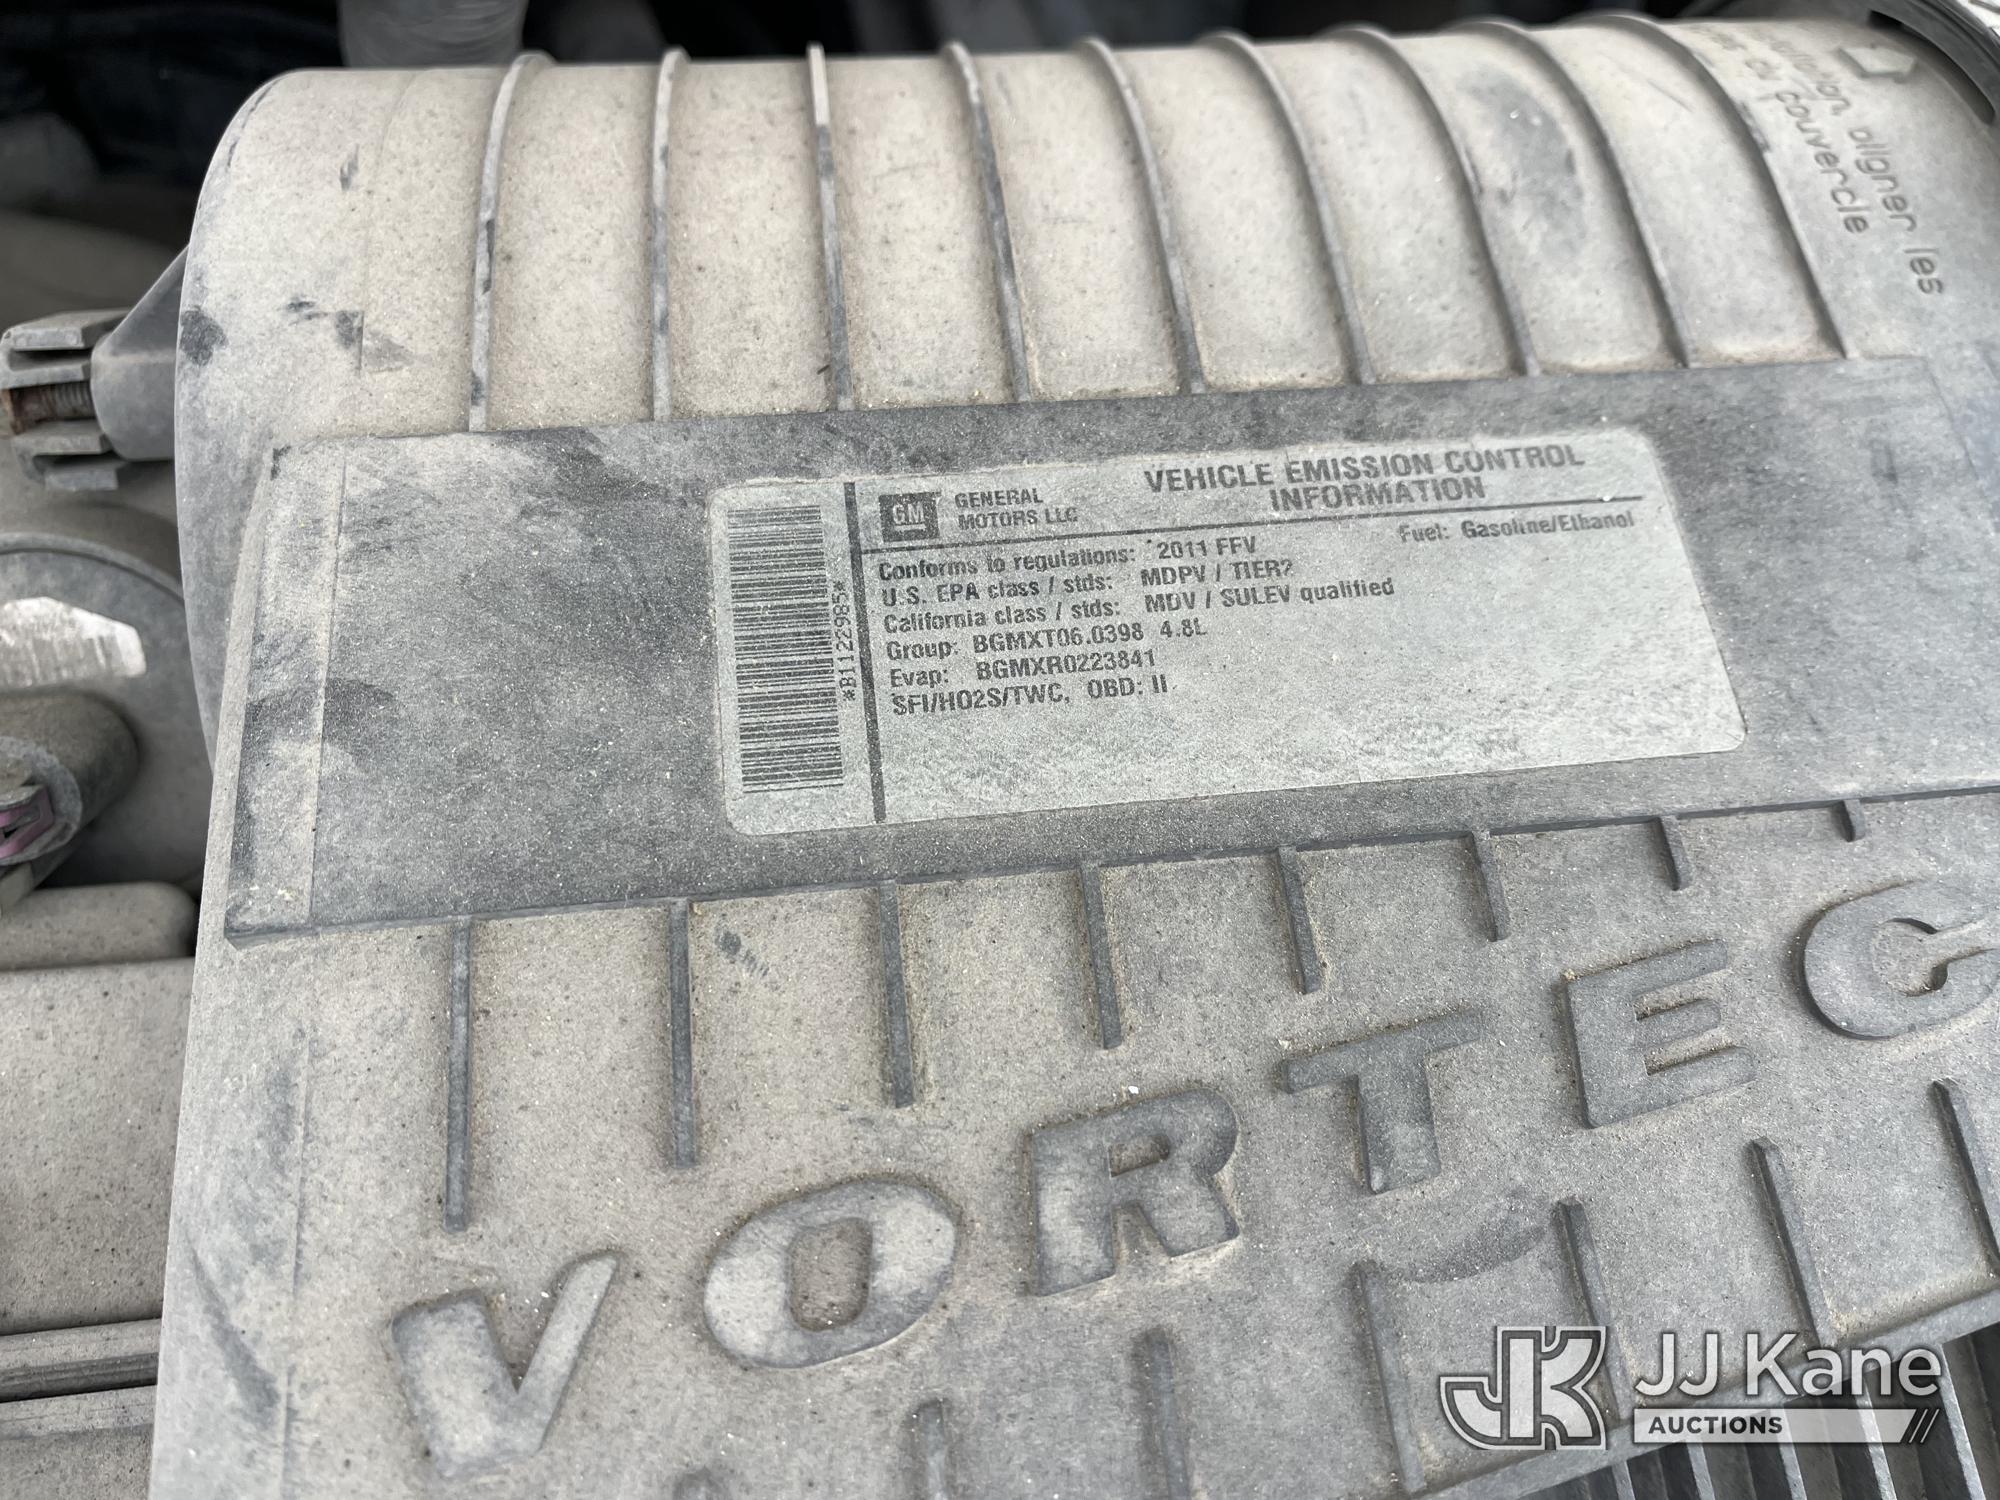 aligner les
couvercle
GM
GENERAL
MOTORS LLC
VEHICLE EMISSION CONTROL
INFORMATION
Conforms to regulations: 2011 FFV
Fuel: Gasoline/Ethanol
U.S. EPA class / stds: MDPV / TIER2
California class / stds: MDV / SULEV qualified
Group: BGMXT06.0398 4.8L
Evap: BGMXR0223841
SFI/HO2S/TWC, OBD: II
*B1122985*
VORTEC
JK JJ Kane
AUCTIONS